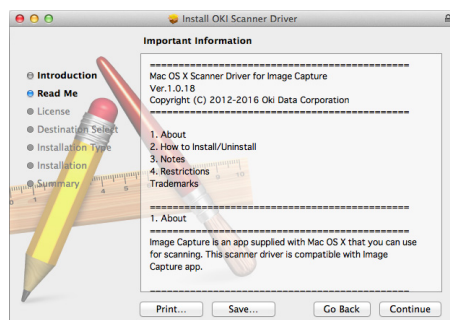 Install OKI Scanner Driver
Important Information
Introduction
Read Me
License
Destination Select
Installation Type
Installation
Summary
==================================================
Mac OS X Scanner Driver for Image Capture
Ver.1.0.18
Copyright (C) 2012-2016 Oki Data Corporation
==================================================
1. About
2. How to Install/Uninstall
3. Notes
4. Restrictions
Trademarks
==================================================
1. About
==================================================
Image Capture is an app supplied with Mac OS X that you can use
for scanning. This scanner driver is compatible with Image
Capture app.
==================================================
Print... Save... Go Back Continue